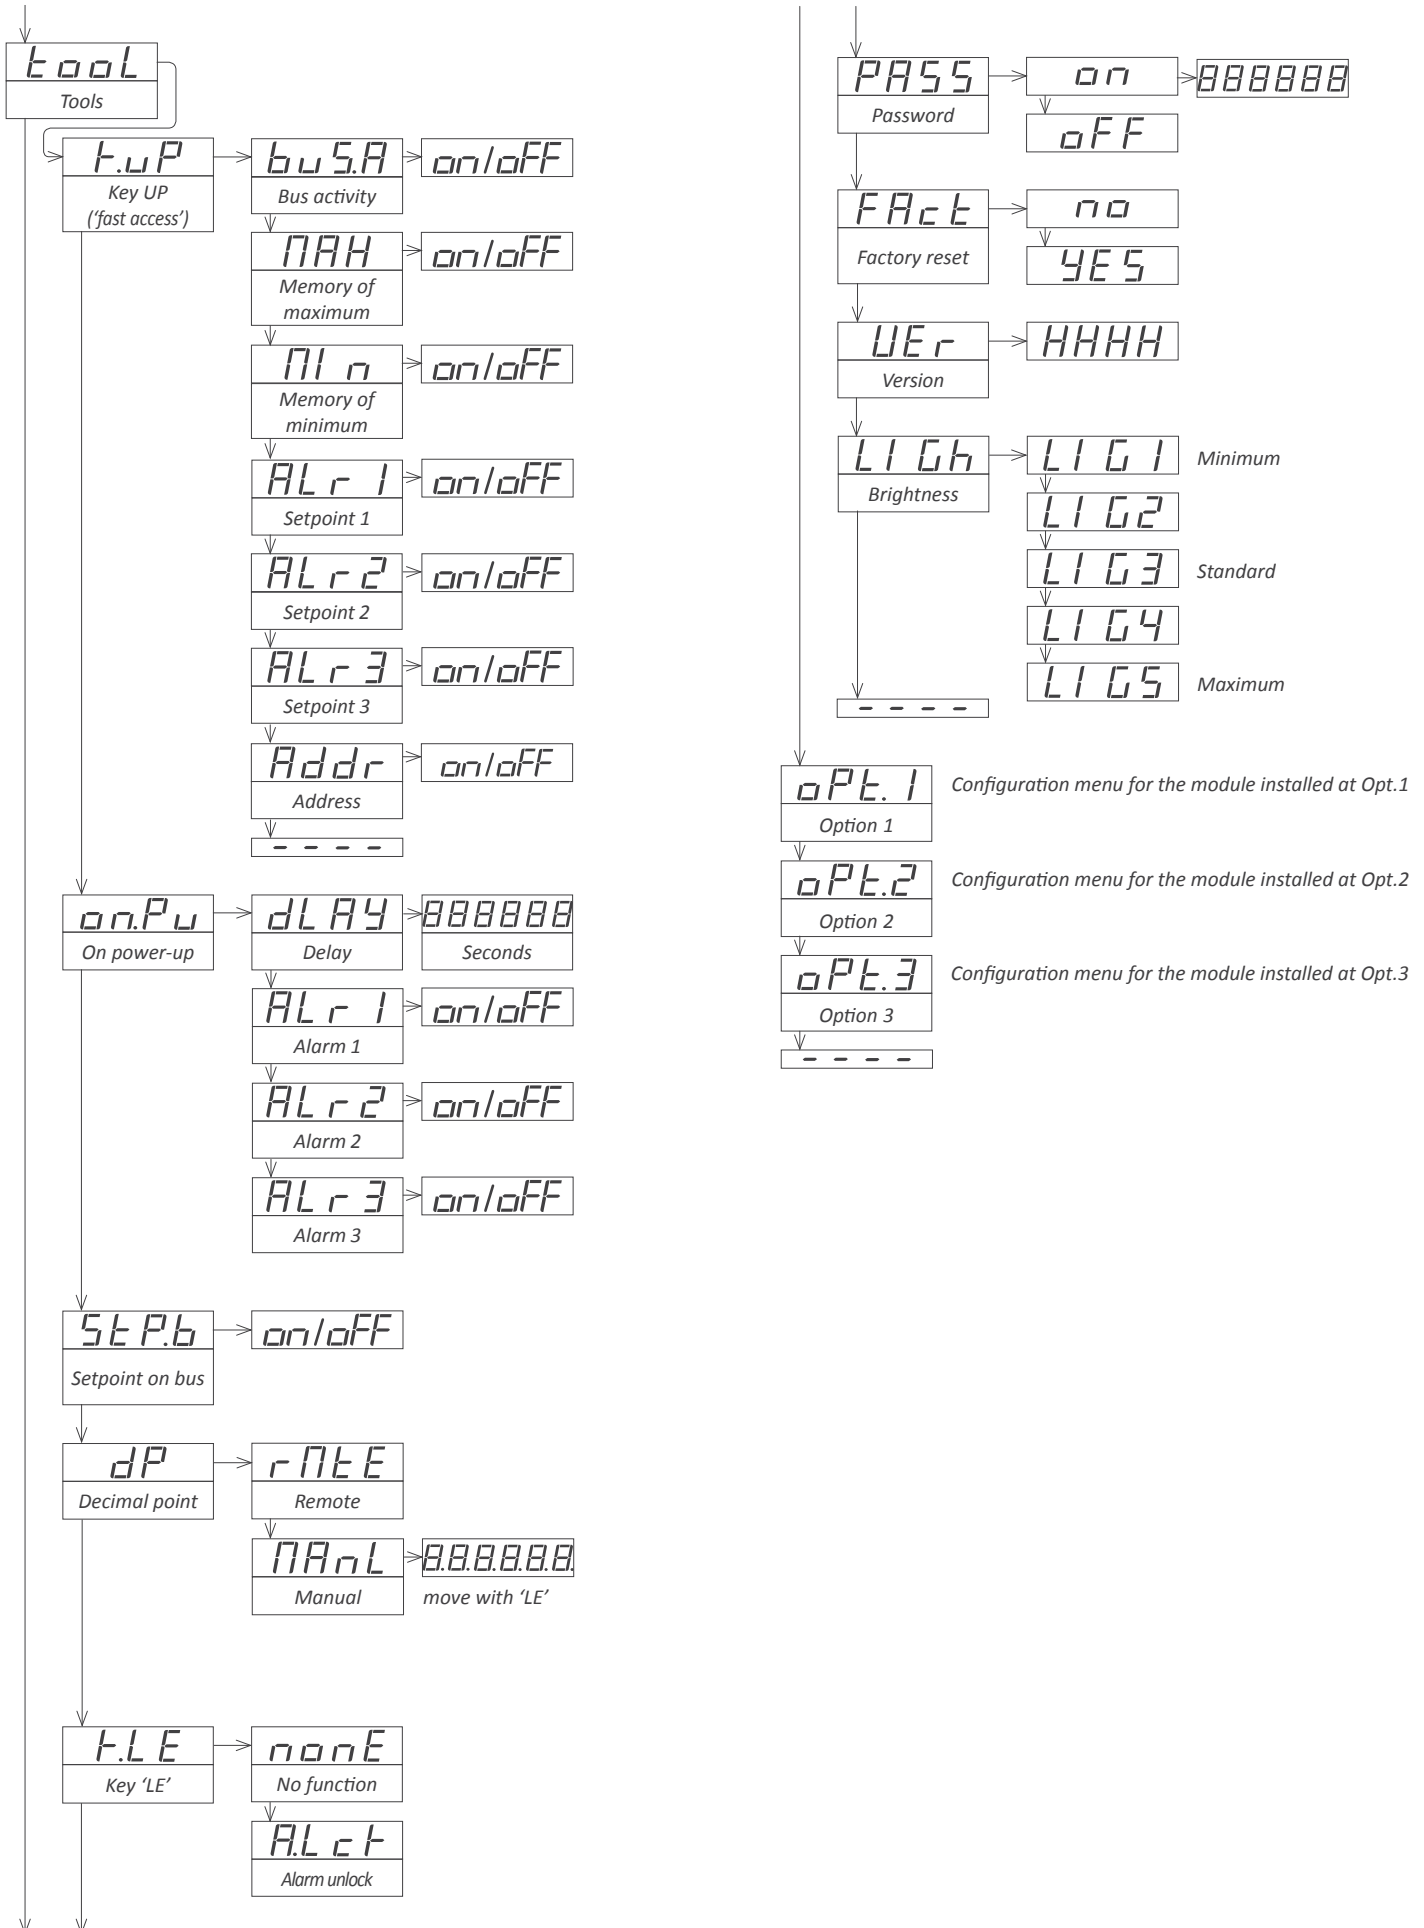 tooL
Tools
k.uP
Key UP
('fast access')
buS.A
Bus activity
on/oFF
MAX
Memory of
maximum
on/oFF
MIn
Memory of
minimum
on/oFF
ALr1
Setpoint 1
on/oFF
ALr2
Setpoint 2
on/oFF
ALr3
Setpoint 3
on/oFF
Addr
Address
on/oFF
----
on.Pu
On power-up
dLAY
Delay
888888
Seconds
ALr1
Alarm 1
on/oFF
ALr2
Alarm 2
on/oFF
ALr3
Alarm 3
on/oFF
StP.b
Setpoint on bus
on/oFF
dP
Decimal point
rMtE
Remote
MAnL
Manual
8.8.8.8.8.8.
move with ‘LE’
k.LE
Key ‘LE’
nonE
No function
A.Lck
Alarm unlock
PASS
Password
on
888888
oFF
FAct
Factory reset
no
YES
VEr
Version
HHHH
LIGh
Brightness
LIG1
Minimum
LIG2
LIG3
Standard
LIG4
LIG5
Maximum
----
oPt.1
Option 1
Configuration menu for the module installed at Opt.1
oPt.2
Option 2
Configuration menu for the module installed at Opt.2
oPt.3
Option 3
Configuration menu for the module installed at Opt.3
----